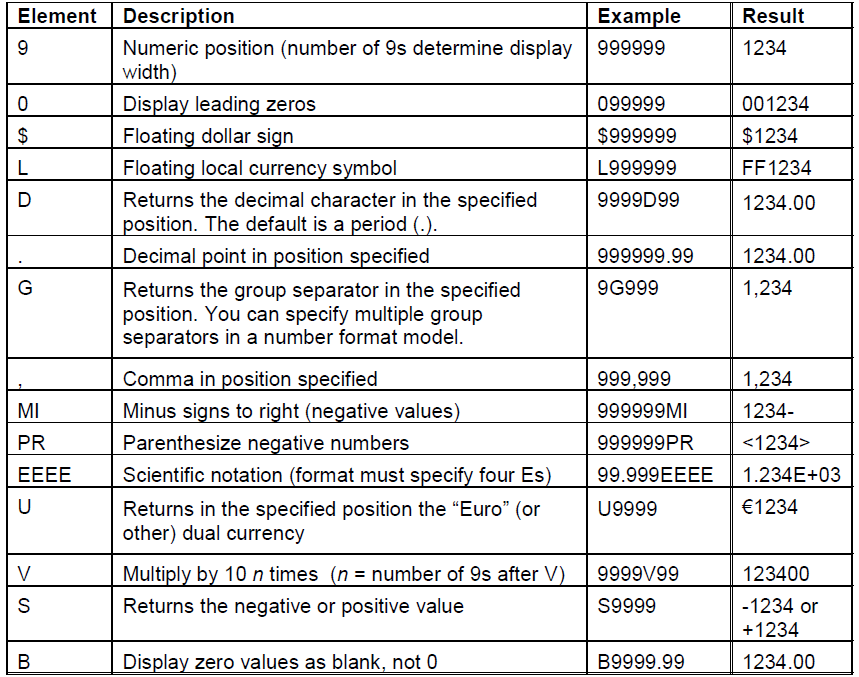 Element Description Example Result
9 Numeric position (number of 9s determine display 999999 1234
width)
0 Display leading zeros 099999 001234
$ Floating dollar sign $999999 $1234
L Floating local currency symbol L999999 FF1234
D Returns the decimal character in the specified 9999D99 1234.00
position. The default is a period (.).
. Decimal point in position specified 999999.99 1234.00
G Returns the group separator in the specified 9G999 1,234
position. You can specify multiple group
separators in a number format model.
, Comma in position specified 999,999 1,234
MI Minus signs to right (negative values) 999999MI 1234-
PR Parenthesize negative numbers 999999PR <1234>
EEEE Scientific notation (format must specify four Es) 99.999EEEE 1.234E+03
U Returns in the specified position the “Euro” (or U9999 €1234
other) dual currency
V Multiply by 10 n times (n = number of 9s after V) 9999V99 123400
S Returns the negative or positive value S9999 -1234 or
+1234
B Display zero values as blank, not 0 B9999.99 1234.00